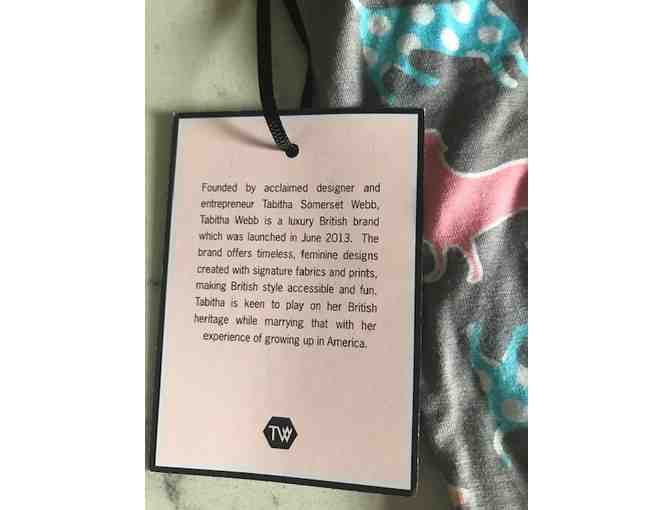 Founded by acclaimed designer and
entrepreneur Tabitha Somerset Webb,
Tabitha Webb is a luxury British brand
which was launched in June 2013. The
brand offers timeless, feminine designs
created with signature fabrics and prints,
making British style accessible and fun.
Tabitha is keen to play on her British
heritage while marrying that with her
experience of growing up in America.
TW